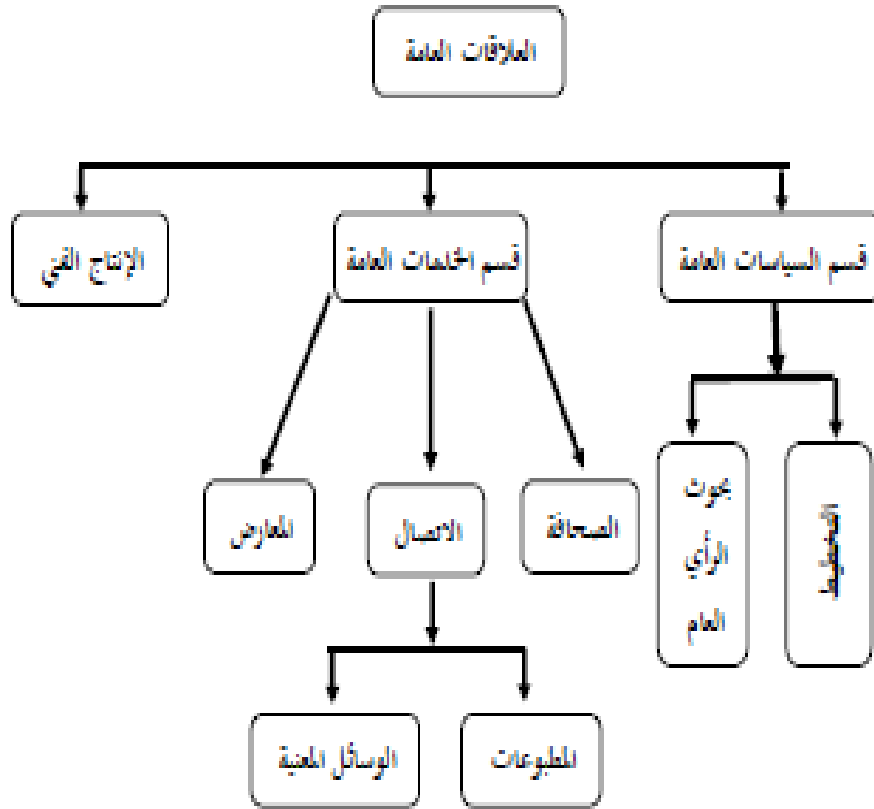 العلاقات العامة
قسم السياسات العامة
قسم الخدمات العامة
الإنتاج الفني
التخطيط
بحوث
الرأي
العام
الصحافة
الاتصال
المعارض
المطبوعات
الوسائل المعنية